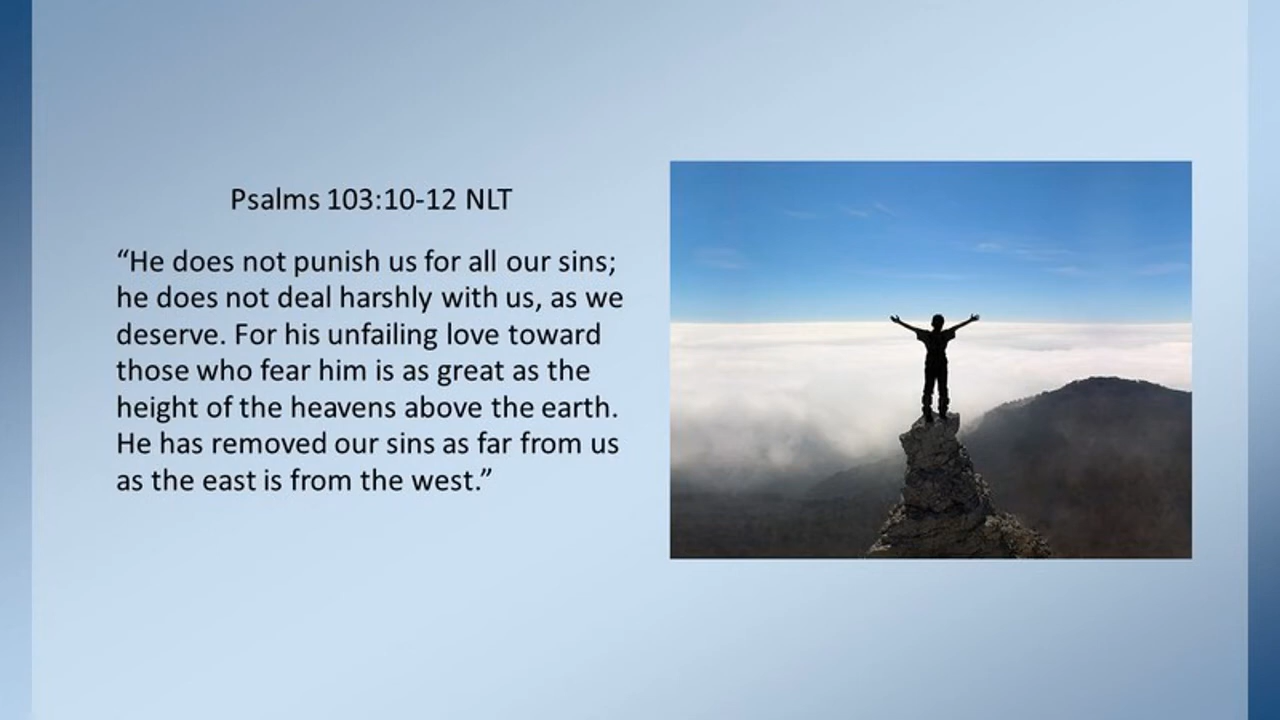 Psalms 103:10-12 NLT
“He does not punish us for all our sins;
he does not deal harshly with us, as we
deserve. For his unfailing love toward
those who fear him is as great as the
height of the heavens above the earth.
He has removed our sins as far from us
as the east is from the west.”